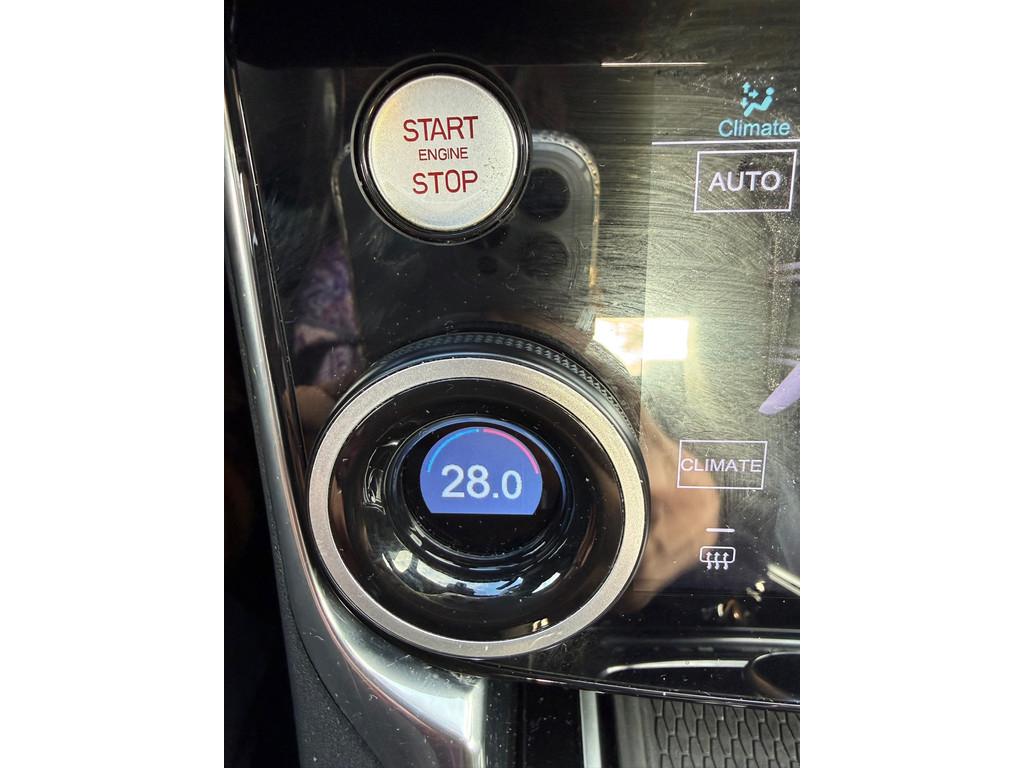 START
ENGINE
STOP
Climate
AUTO
28.0
CLIMATE